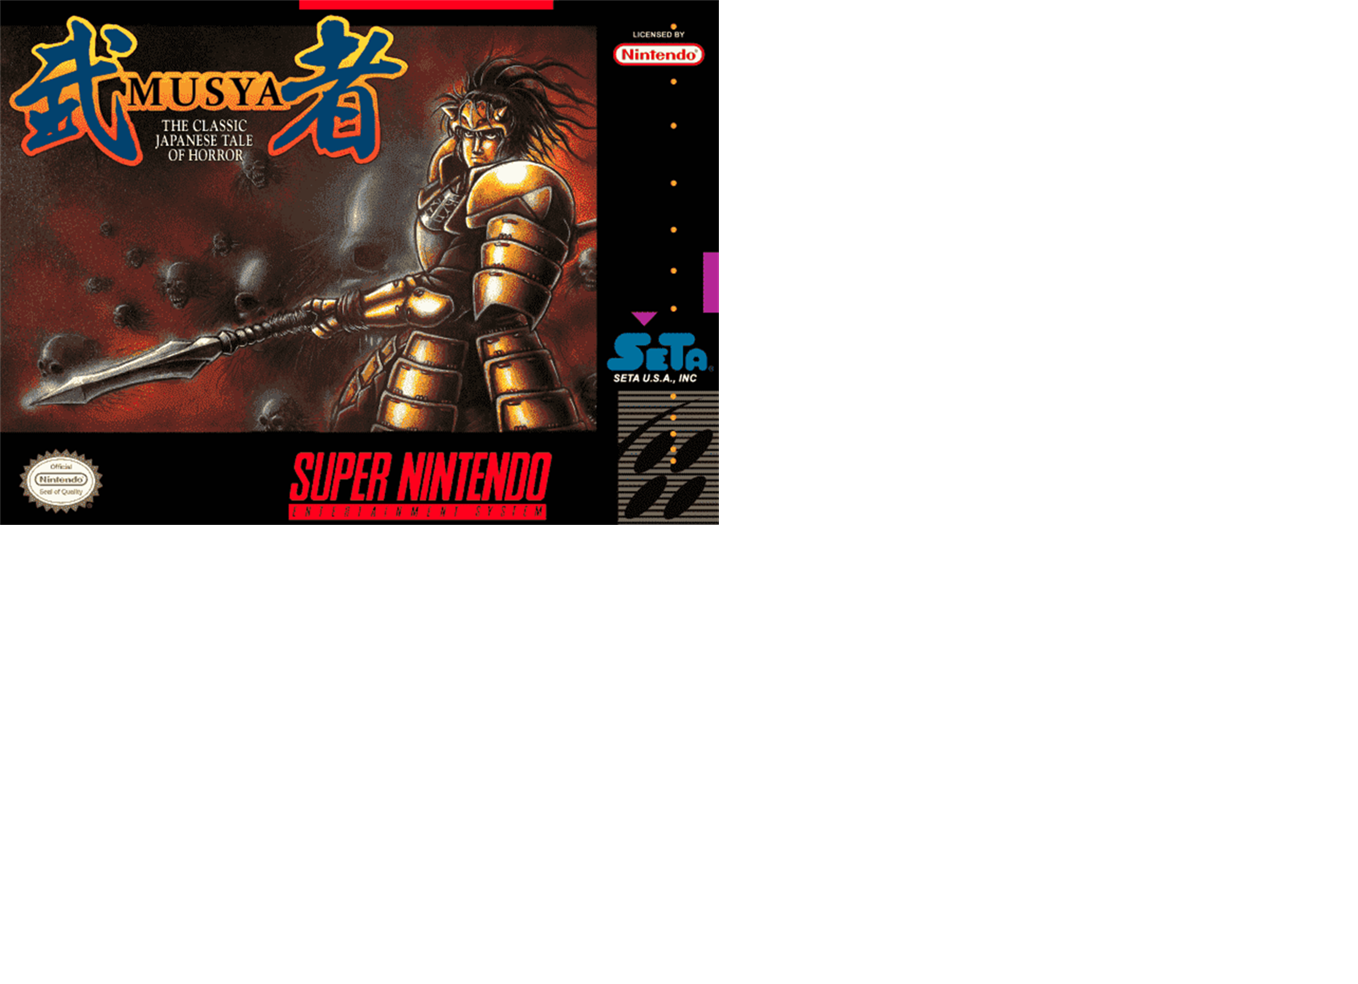 武者
MUSYA
THE CLASSIC
JAPANESE TALE
OF HORROR
LICENSED BY
Nintendo®
SETA®
SETA U.S.A., INC
Official
Nintendo
Seal of Quality
SUPER NINTENDO
ENTERTAINMENT SYSTEM